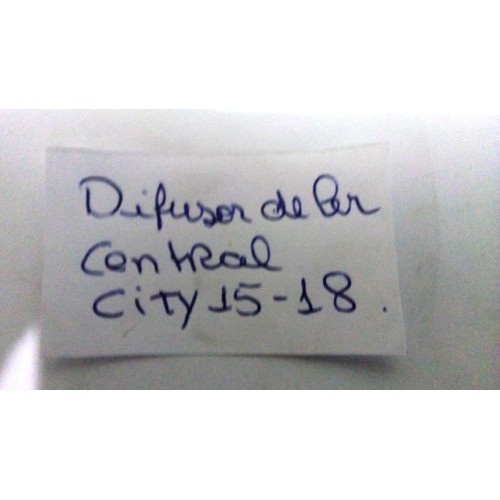 Difusor de Ar
Central
City 15-18.